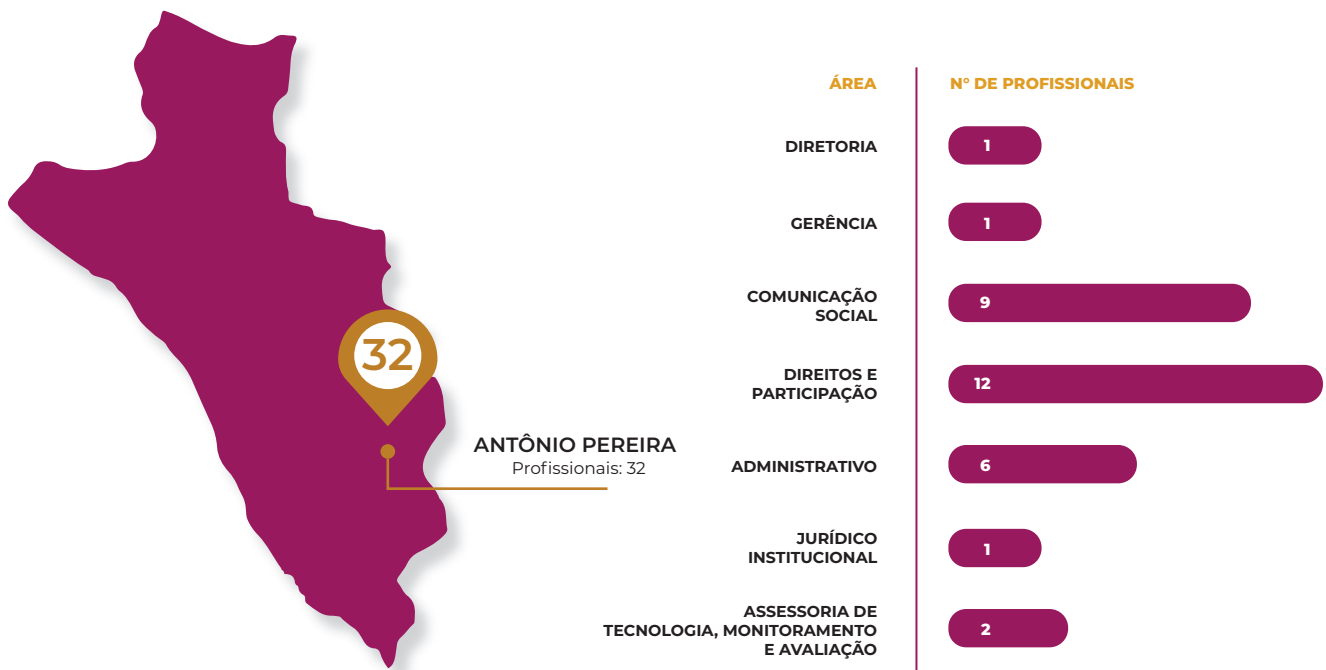 32
ANTÔNIO PEREIRA
Profissionais: 32
ÁREA
Nº DE PROFISSIONAIS
DIRETORIA
1
GERÊNCIA
1
COMUNICAÇÃO
SOCIAL
9
DIREITOS E
PARTICIPAÇÃO
12
ADMINISTRATIVO
6
JURÍDICO
INSTITUCIONAL
1
ASSESSORIA DE
TECNOLOGIA, MONITORAMENTO
E AVALIAÇÃO
2